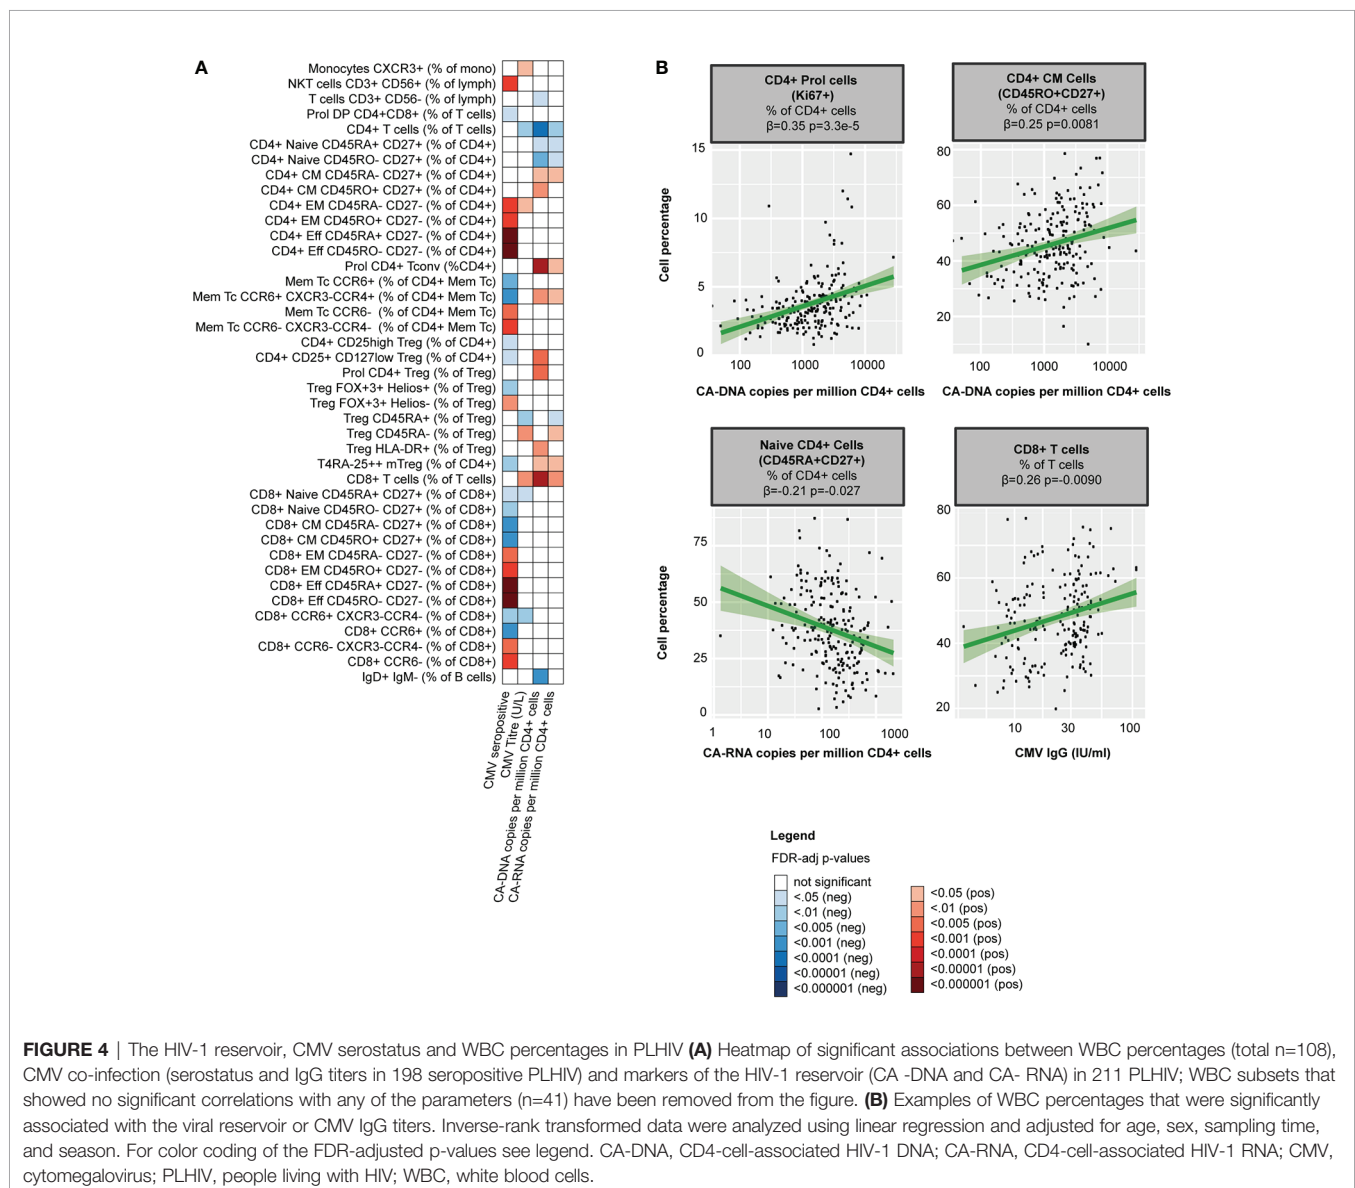 A
Monocytes CXCR3+ (% of mono)
NKT cells CD3+ CD56+ (% of lymph)
T cells CD3+ CD56- (% of lymph)
Prol DP CD4+CD8+ (% of T cells)
CD4+ T cells (% of T cells)
CD4+ Naive CD45RA+ CD27+ (% of CD4+)
CD4+ Naive CD45RO- CD27+ (% of CD4+)
CD4+ CM CD45RA- CD27+ (% of CD4+)
CD4+ CM CD45RO+ CD27+ (% of CD4+)
CD4+ EM CD45RA- CD27- (% of CD4+)
CD4+ EM CD45RO+ CD27- (% of CD4+)
CD4+ Eff CD45RA+ CD27- (% of CD4+)
CD4+ Eff CD45RO- CD27- (% of CD4+)
Prol CD4+ Tconv (%CD4+)
Mem Tc CCR6+ (% of CD4+ Mem Tc)
Mem Tc CCR6+ CXCR3-CCR4+ (% of CD4+ Mem Tc)
Mem Tc CCR6- (% of CD4+ Mem Tc)
Mem Tc CCR6- CXCR3-CCR4- (% of CD4+ Mem Tc)
CD4+ CD25high Treg (% of CD4+)
CD4+ CD25+ CD127low Treg (% of CD4+)
Prol CD4+ Treg (% of Treg)
Treg FOX+3+ Helios+ (% of Treg)
Treg FOX+3+ Helios- (% of Treg)
Treg CD45RA+ (% of Treg)
Treg CD45RA- (% of Treg)
Treg HLA-DR+ (% of Treg)
T4RA-25++ mTreg (% of CD4+)
CD8+ T cells (% of T cells)
CD8+ Naive CD45RA+ CD27+ (% of CD8+)
CD8+ Naive CD45RO- CD27+ (% of CD8+)
CD8+ CM CD45RA- CD27+ (% of CD8+)
CD8+ CM CD45RO+ CD27+ (% of CD8+)
CD8+ EM CD45RA- CD27- (% of CD8+)
CD8+ EM CD45RO+ CD27- (% of CD8+)
CD8+ Eff CD45RA+ CD27- (% of CD8+)
CD8+ Eff CD45RO- CD27- (% of CD8+)
CD8+ CCR6+ CXCR3-CCR4- (% of CD8+)
CD8+ CCR6+ (% of CD8+)
CD8+ CCR6- CXCR3-CCR4- (% of CD8+)
CD8+ CCR6- (% of CD8+)
IgD+ IgM- (% of B cells)
CMV seropositive
CMV Titre (U/L)
CA-DNA copies per million CD4+ cells
CA-RNA copies per million CD4+ cells
B
CD4+ Prol cells
(Ki67+)
% of CD4+ cells
β=0.35 p=3.3e-5
Cell percentage
15
10
5
0
100 1000 10000
CA-DNA copies per million CD4+ cells
CD4+ CM Cells
(CD45RO+CD27+)
% of CD4+ cells
β=0.25 p=0.0081
80
60
40
20
100 1000 10000
CA-DNA copies per million CD4+ cells
Naive CD4+ Cells
(CD45RA+CD27+)
% of CD4+ cells
β=-0.21 p=-0.027
Cell percentage
75
50
25
0
1 10 100 1000
CA-RNA copies per million CD4+ cells
CD8+ T cells
% of T cells
β=0.26 p=-0.0090
80
60
40
20
10 30 100
CMV IgG (IU/ml)
Legend
FDR-adj p-values
not significant
<.05 (neg)
<.01 (neg)
<0.005 (neg)
<0.001 (neg)
<0.0001 (neg)
<0.00001 (neg)
<0.000001 (neg)
<0.05 (pos)
<.01 (pos)
<0.005 (pos)
<0.001 (pos)
<0.0001 (pos)
<0.00001 (pos)
<0.000001 (pos)
FIGURE 4 | The HIV-1 reservoir, CMV serostatus and WBC percentages in PLHIV (A) Heatmap of significant associations between WBC percentages (total n=108),
CMV co-infection (serostatus and IgG titers in 198 seropositive PLHIV) and markers of the HIV-1 reservoir (CA -DNA and CA- RNA) in 211 PLHIV; WBC subsets that
showed no significant correlations with any of the parameters (n=41) have been removed from the figure. (B) Examples of WBC percentages that were significantly
associated with the viral reservoir or CMV IgG titers. Inverse-rank transformed data were analyzed using linear regression and adjusted for age, sex, sampling time,
and season. For color coding of the FDR-adjusted p-values see legend. CA-DNA, CD4-cell-associated HIV-1 DNA; CA-RNA, CD4-cell-associated HIV-1 RNA; CMV,
cytomegalovirus; PLHIV, people living with HIV; WBC, white blood cells.